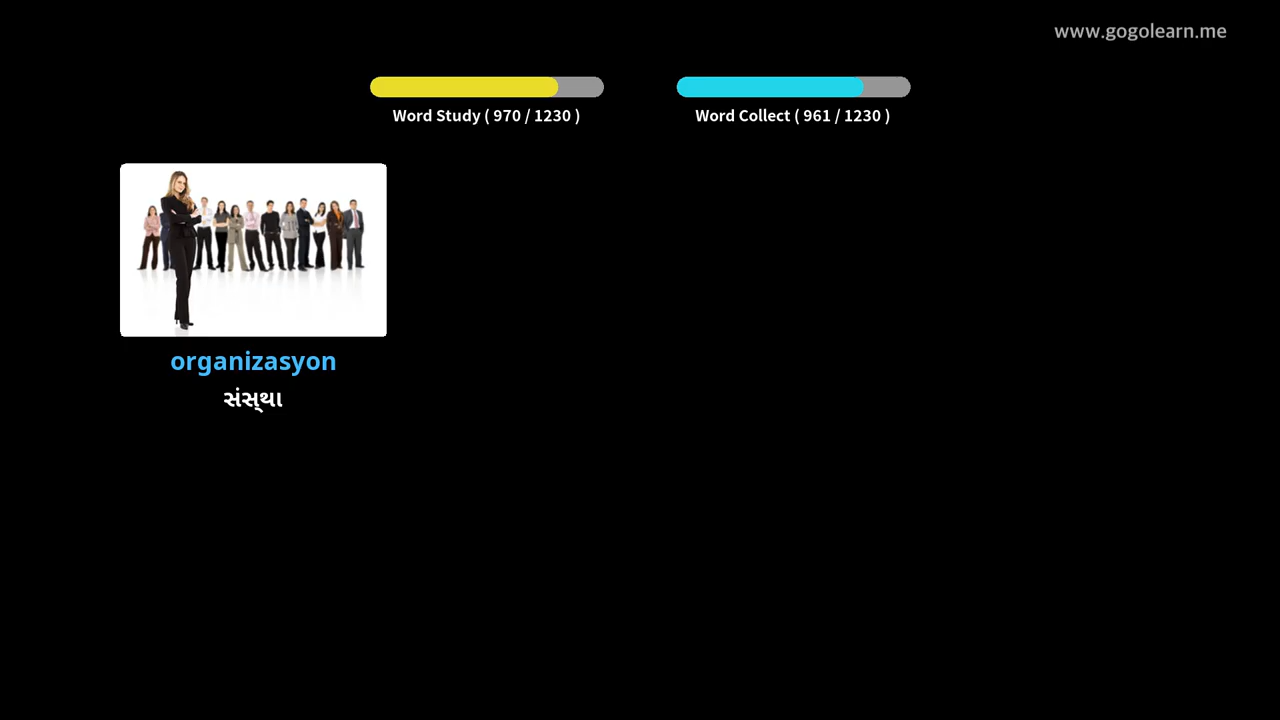 www.gogolearn.me
Word Study ( 970 / 1230 )
Word Collect ( 961 / 1230 )
organizasyon
સંસ્થા